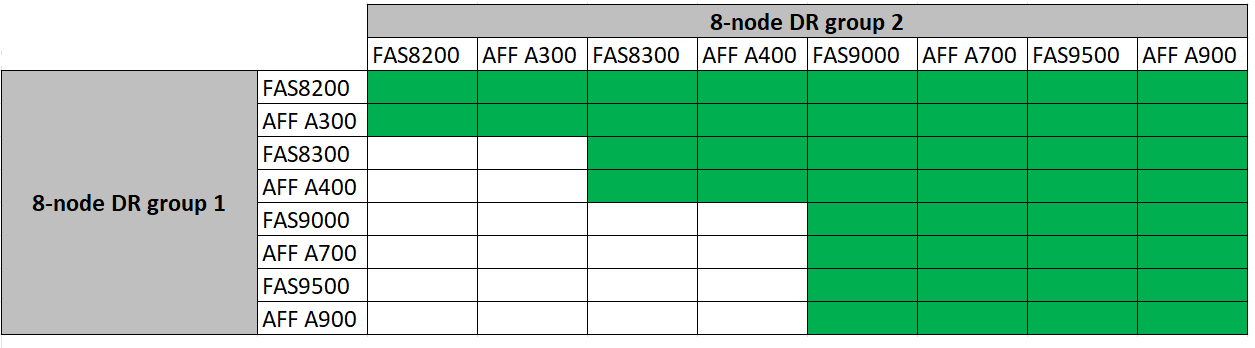 8-node DR group 2
FAS8200 AFF A300 FAS8300 AFF A400 FAS9000 AFF A700 FAS9500 AFF A900
8-node DR group 1
FAS8200
AFF A300
FAS8300
AFF A400
FAS9000
AFF A700
FAS9500
AFF A900